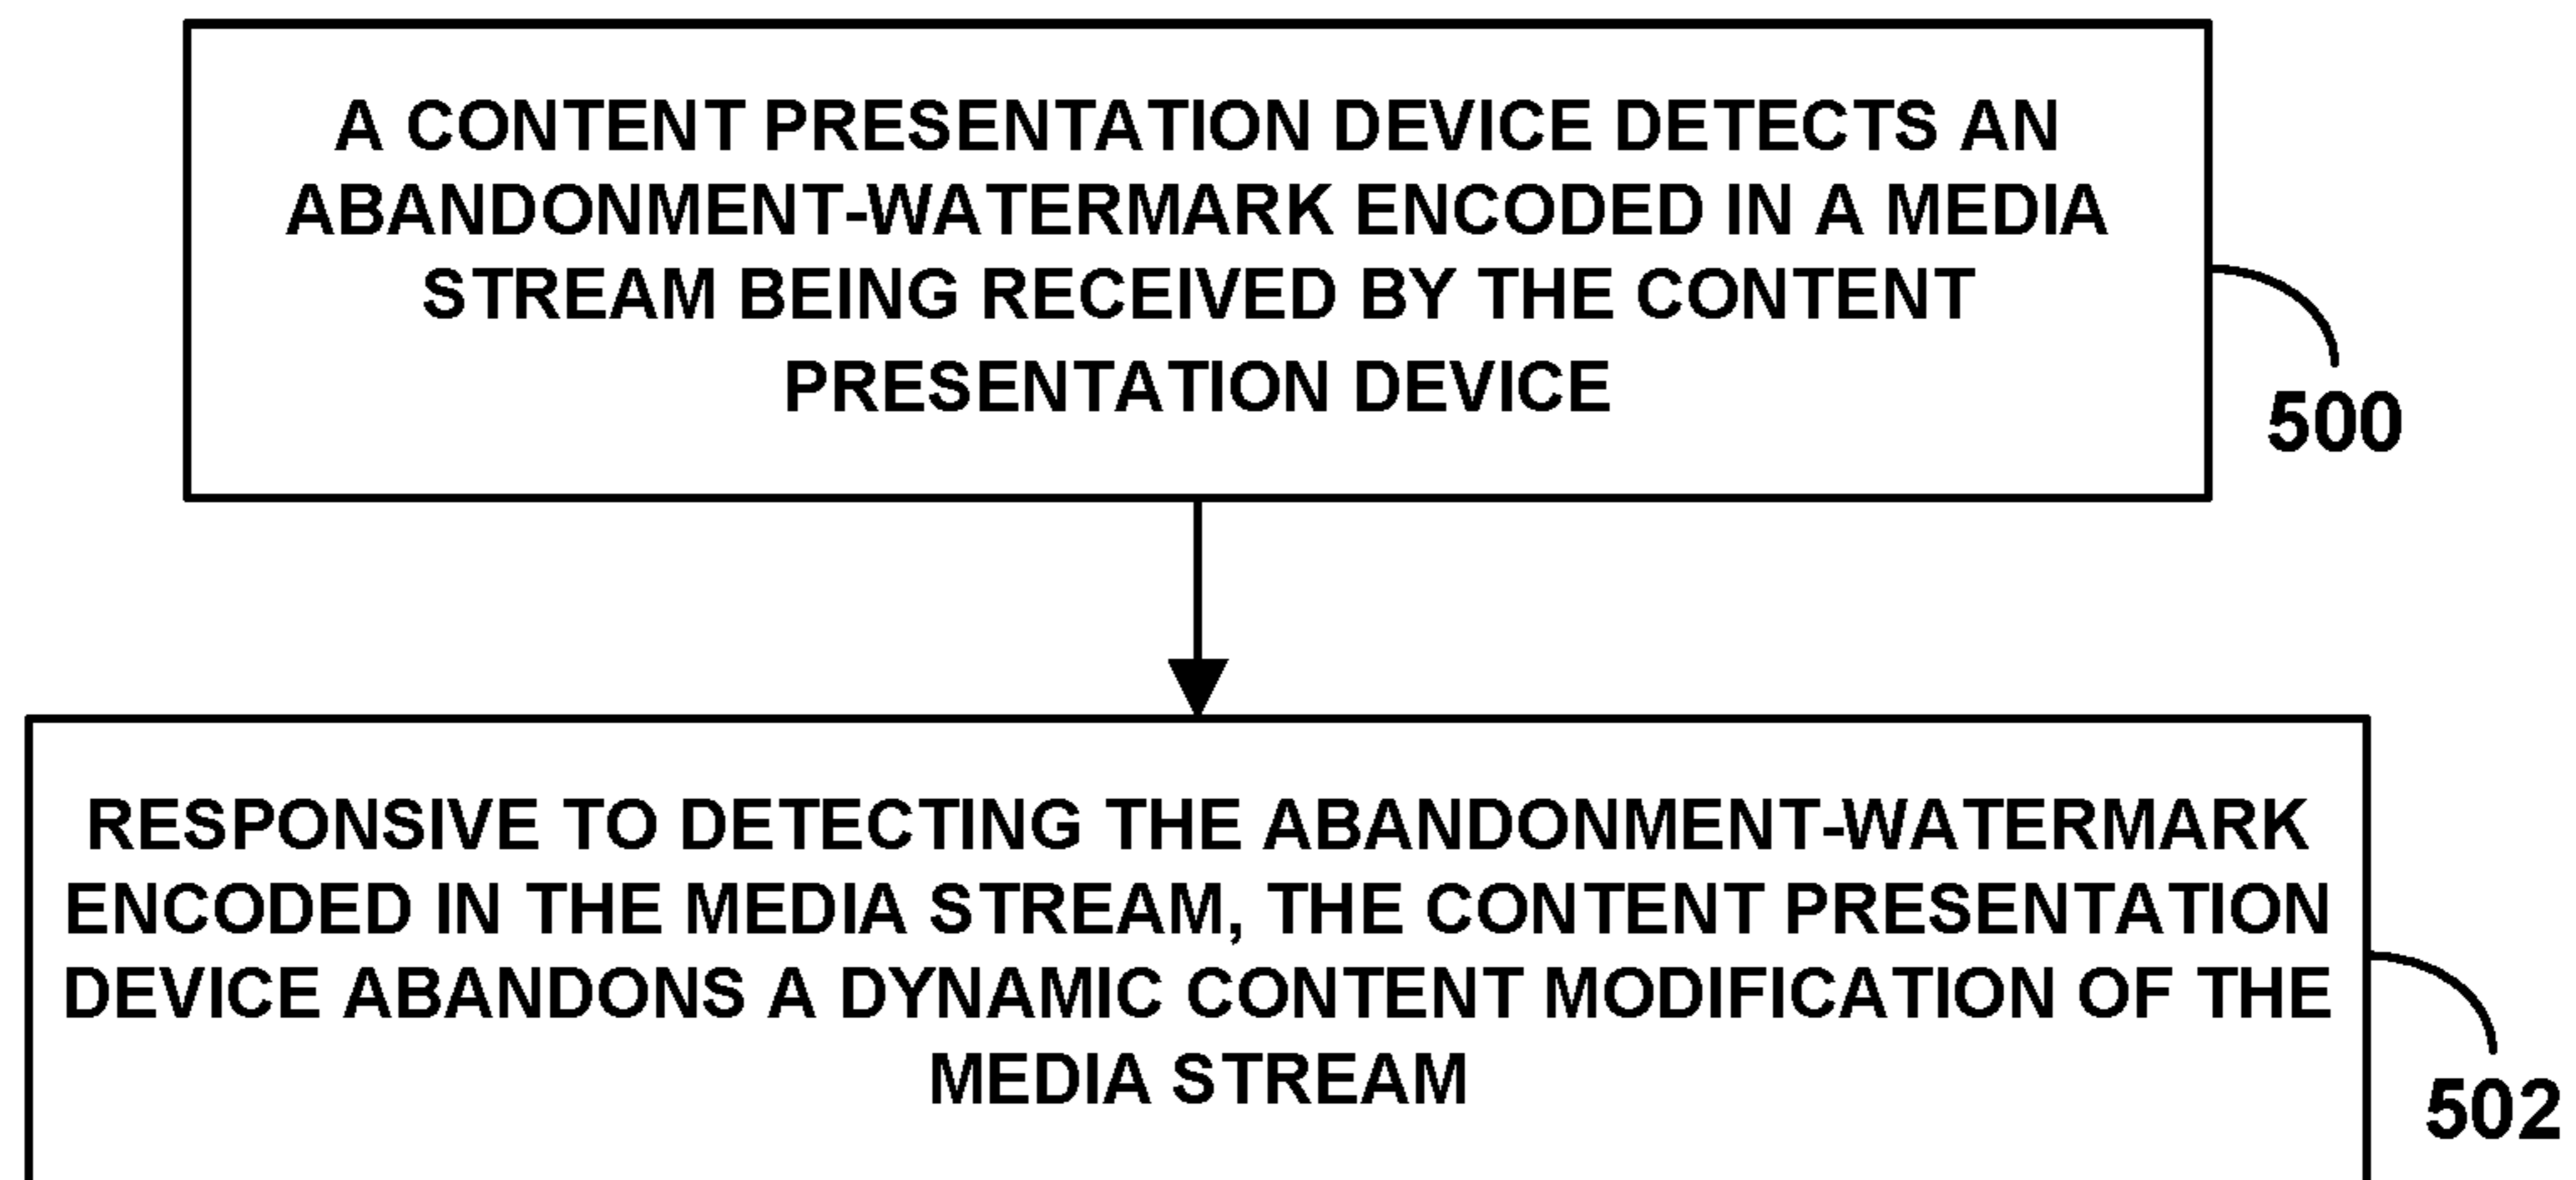 A CONTENT PRESENTATION DEVICE DETECTS AN
ABANDONMENT-WATERMARK ENCODED IN A MEDIA
STREAM BEING RECEIVED BY THE CONTENT
PRESENTATION DEVICE
500
RESPONSIVE TO DETECTING THE ABANDONMENT-WATERMARK
ENCODED IN THE MEDIA STREAM, THE CONTENT PRESENTATION
DEVICE ABANDONS A DYNAMIC CONTENT MODIFICATION OF THE
MEDIA STREAM
502